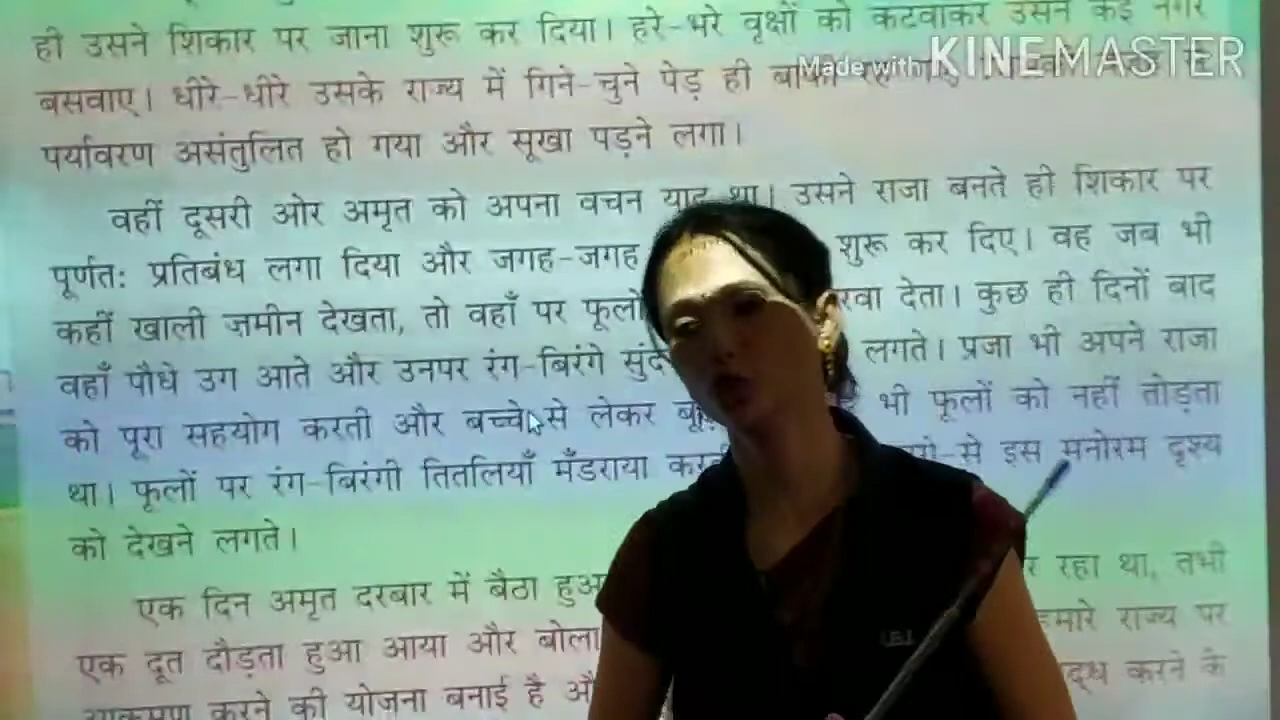 ही उसने शिकार पर जाना शुरू कर दिया। हरे-भरे वृक्षों को कटवाकर उसने कई नगर
Made with KINEMASTER
बसवाए। धीरे-धीरे उसके राज्य में गिने-चुने पेड़ ही बाकी
पर्यावरण असंतुलित हो गया और सूखा पड़ने लगा।
वहीं दूसरी ओर अमृत को अपना वचन याद था। उसने राजा बनते ही शिकार पर
पूर्णतः प्रतिबंध लगा दिया और जगह-जगह शुरू कर दिए। वह जब भी
कहीं खाली ज़मीन देखता, तो वहाँ पर फूलों देता। कुछ ही दिनों बाद
वहाँ पौधे उग आते और उनपर रंग-बिरंगे लगते। प्रजा भी अपने राजा
को पूरा सहयोग करती और बच्चे से लेकर भी फूलों को नहीं तोड़ता
था। फूलों पर रंग-बिरंगी तितलियाँ मँडराया इस मनोरम दृश्य
को देखने लगते।
एक दिन अमृत दरबार में बैठा रहा था, तभी
एक दूत दौड़ता हुआ आया और बोला हमारे राज्य पर
आक्रमण करने की योजना बनाई है करने के